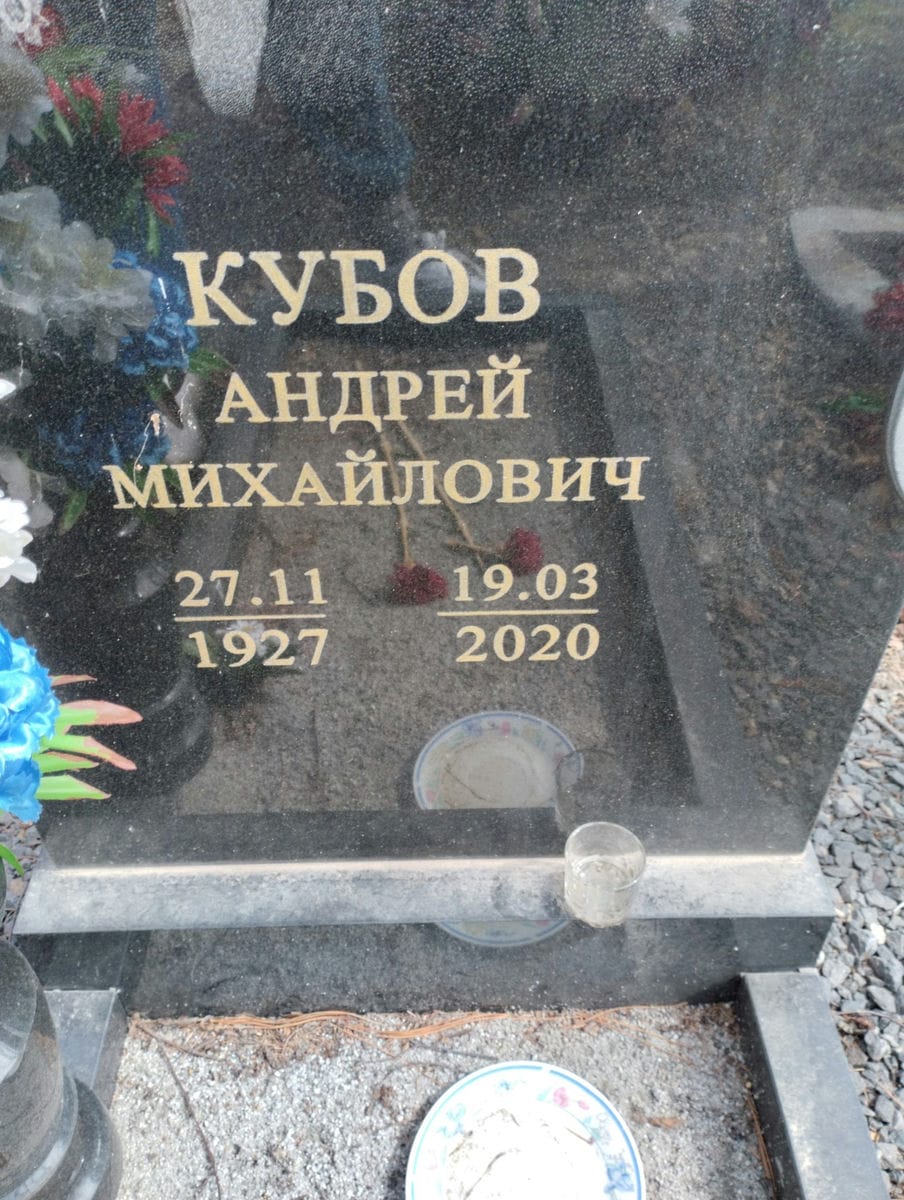 КУБОВ
АНДРЕЙ
МИХАЙЛОВИЧ
27.11 19.03
1927 2020